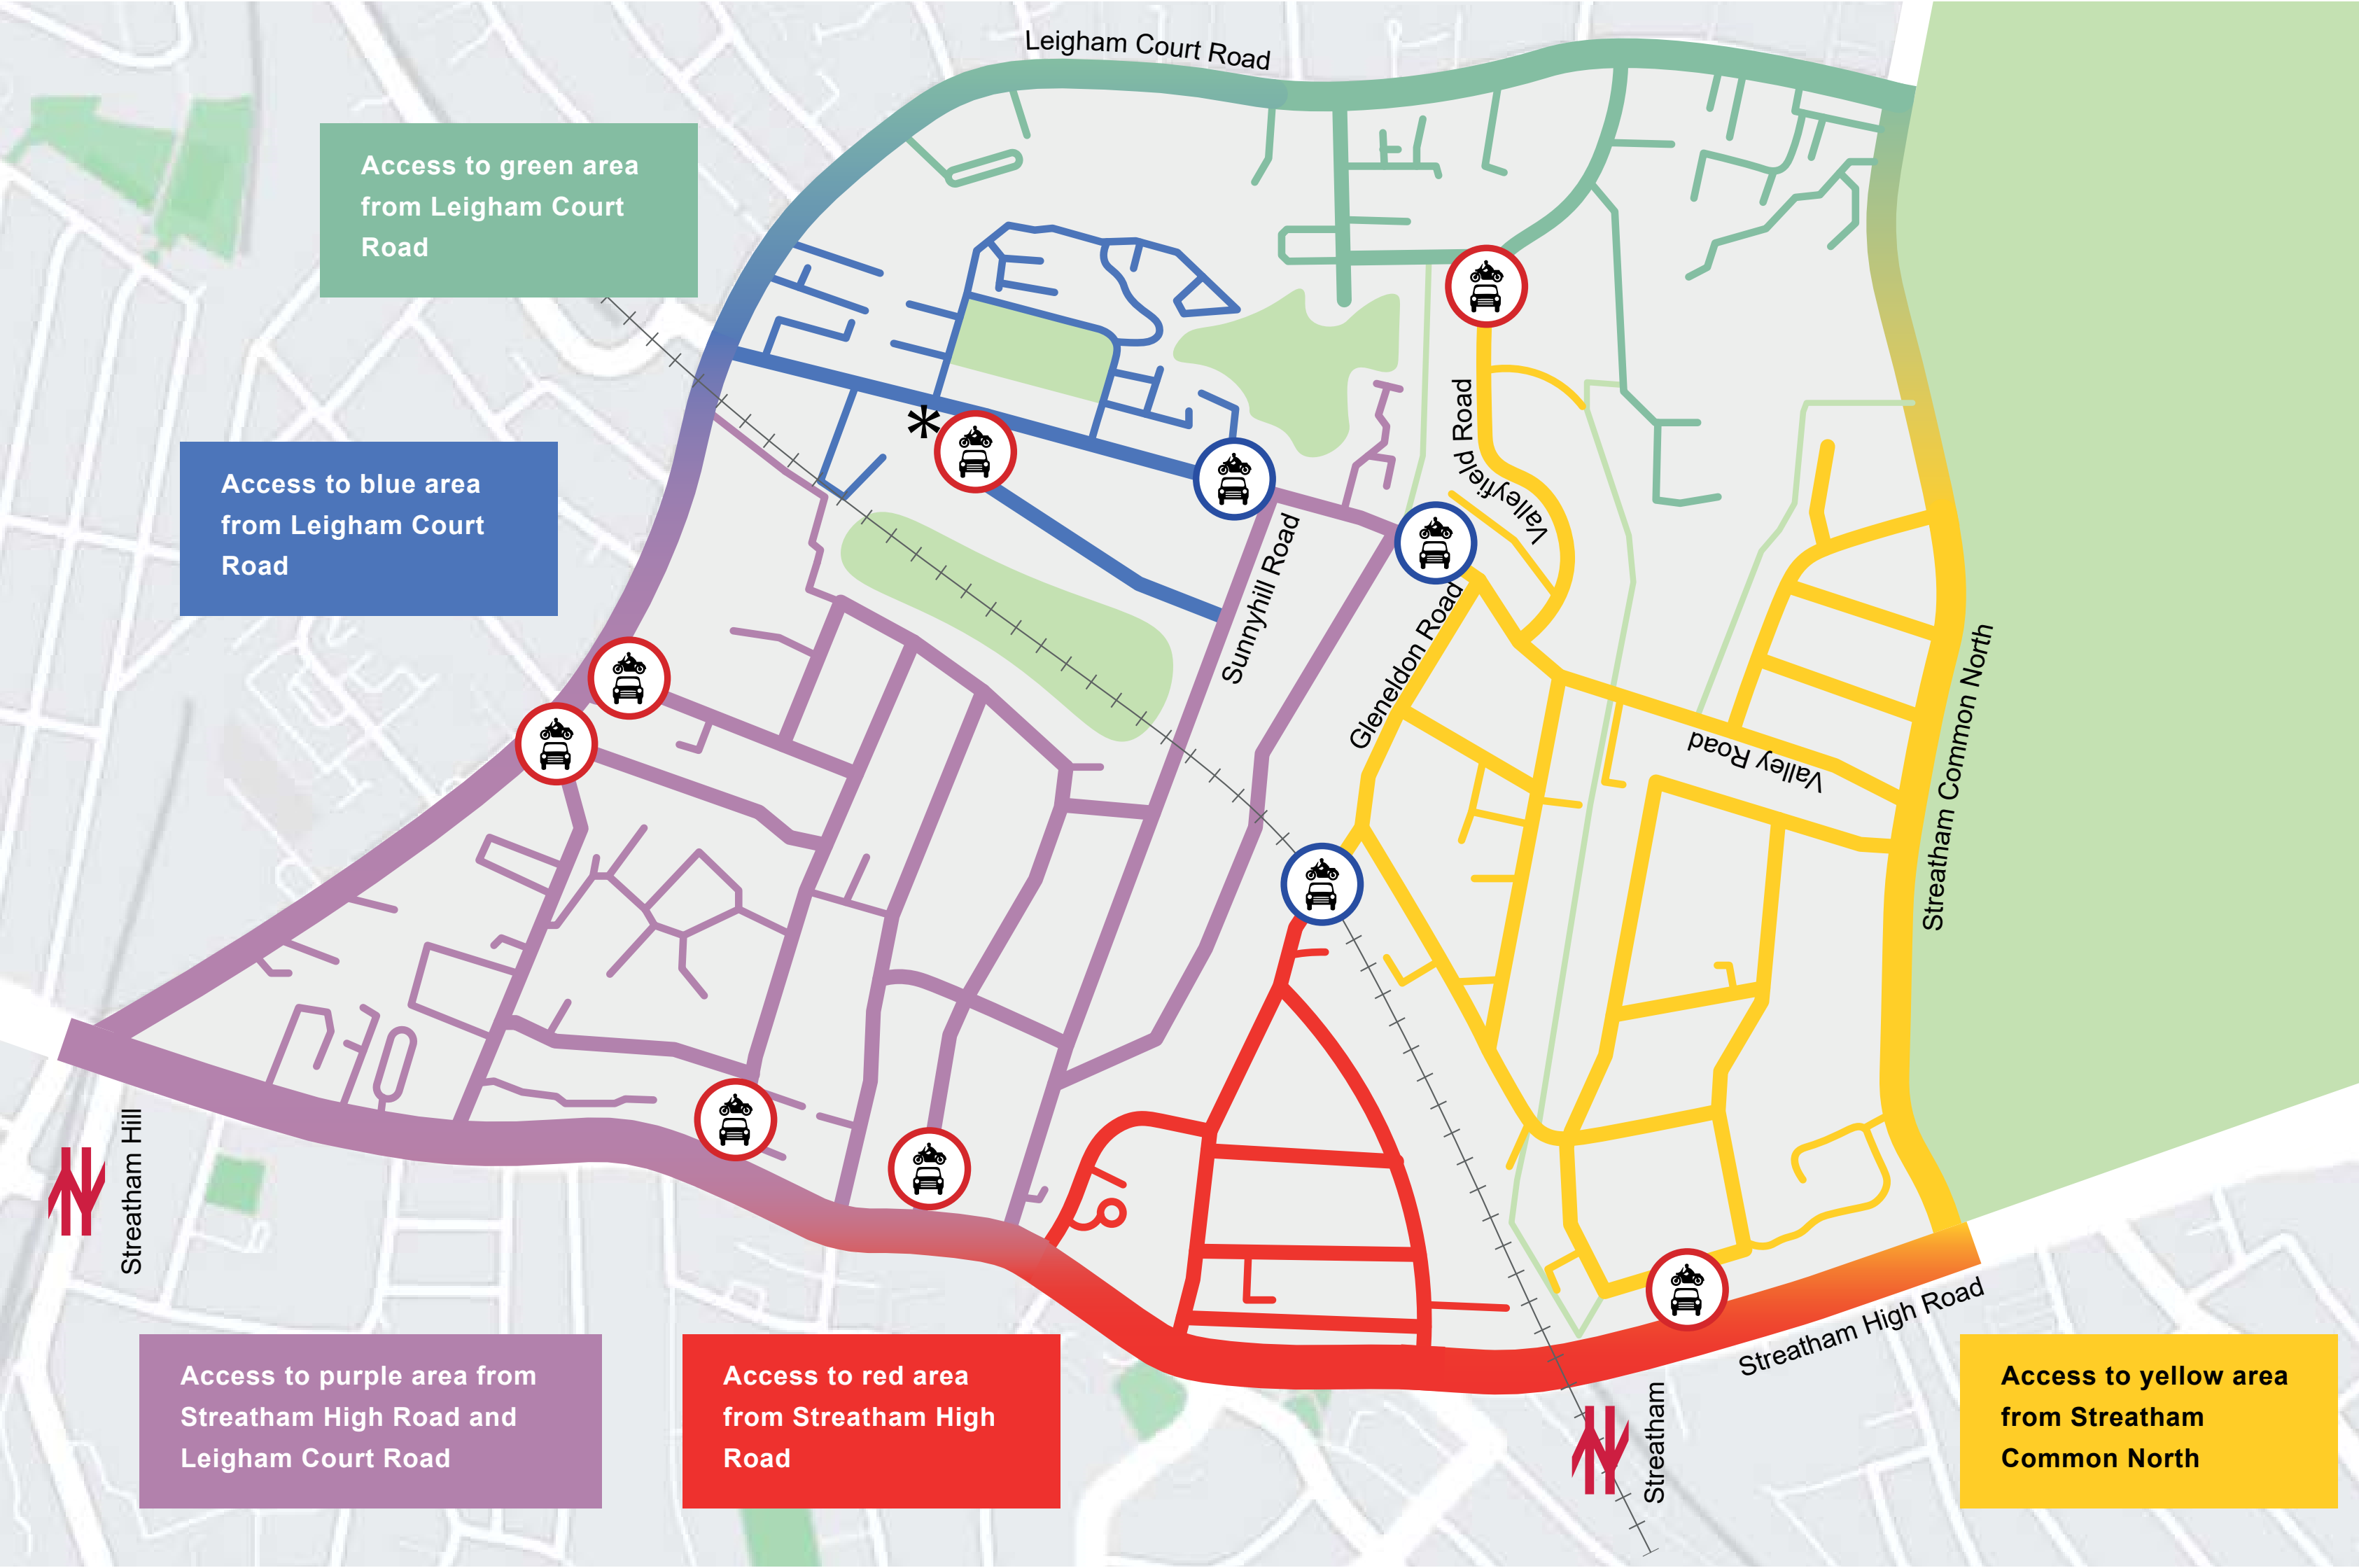 Leigham Court Road
Access to green area
from Leigham Court
Road
Access to blue area
from Leigham Court
Road
*
Valleyfield Road
Sunnyhill Road
Gleneldon Road
Valley Road
Streatham Common North
Streatham Hill
Streatham High Road
Streatham
Access to purple area from
Streatham High Road and
Leigham Court Road
Access to red area
from Streatham High
Road
Access to yellow area
from Streatham
Common North